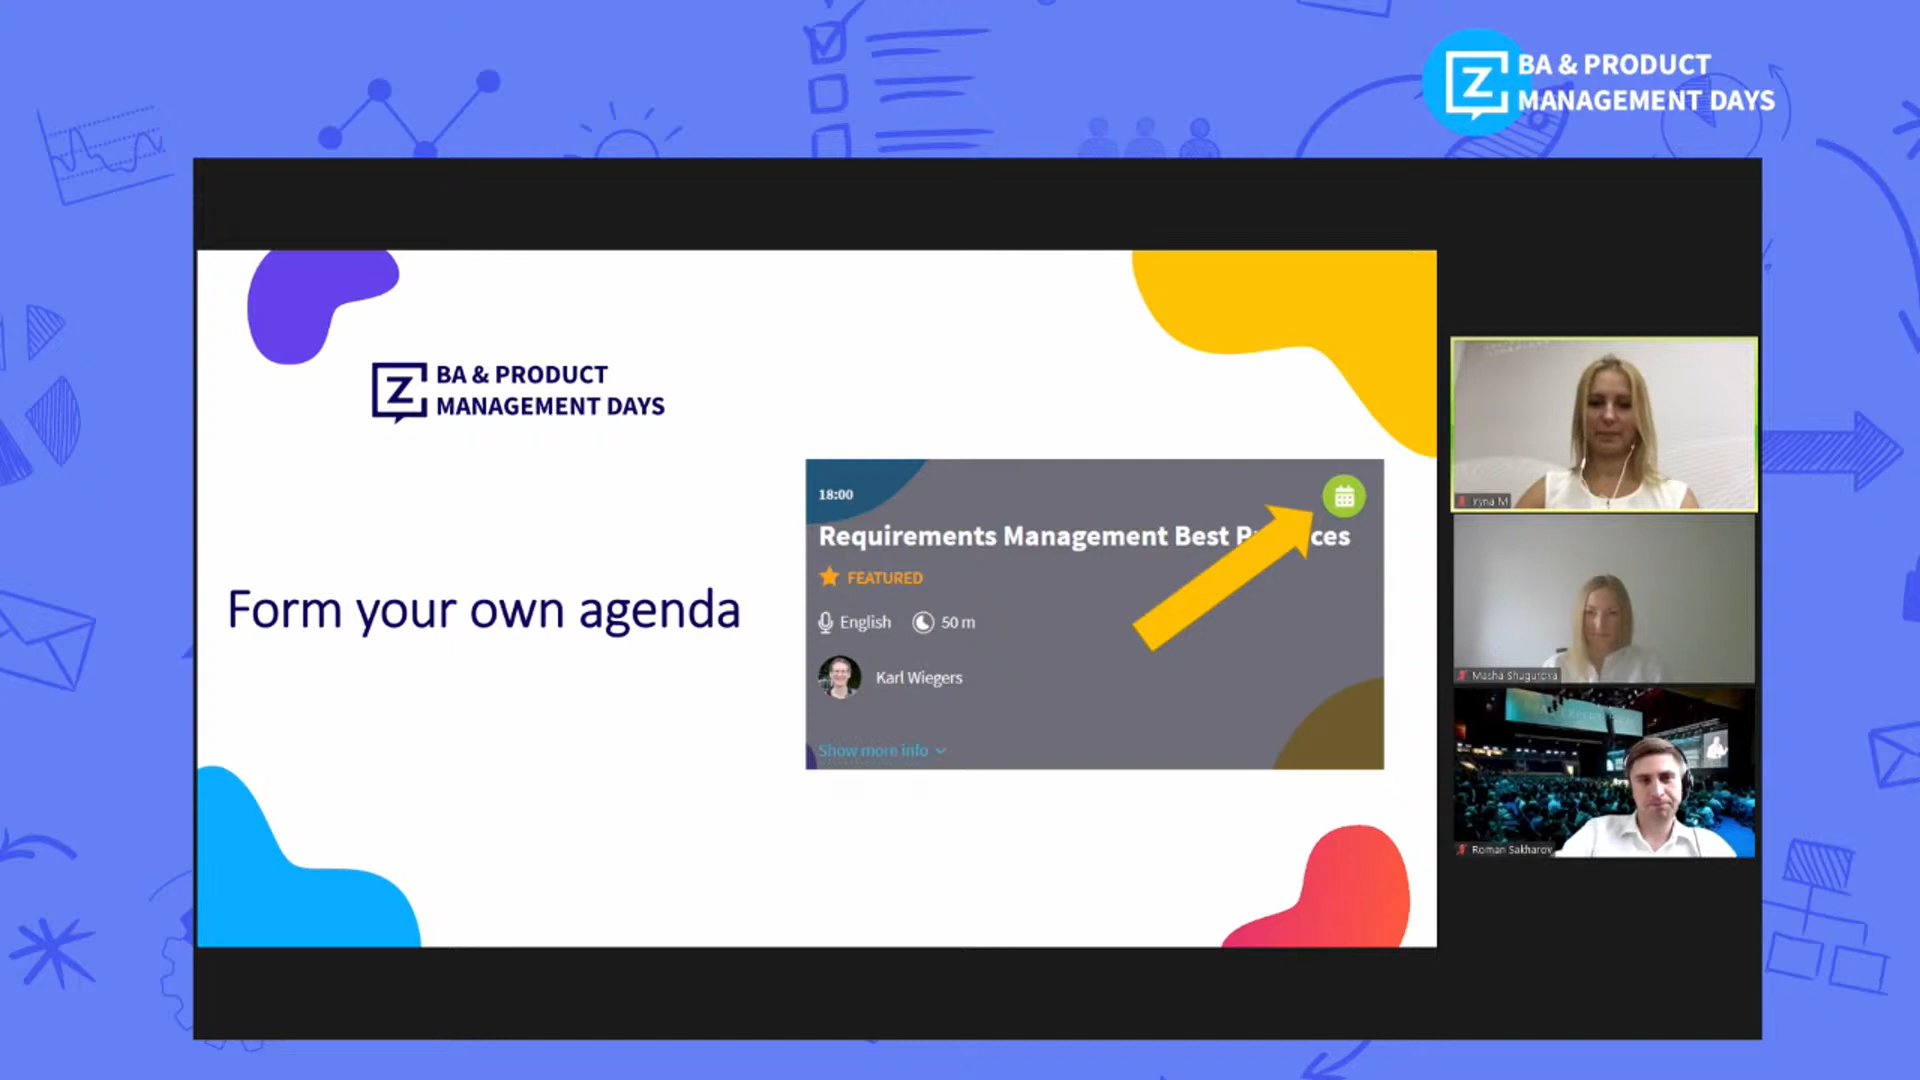 BA & PRODUCT
MANAGEMENT DAYS
BA & PRODUCT
MANAGEMENT DAYS
Form your own agenda
18:00
Requirements Management Best P ces
FEATURED
English 50 m
Karl Wiegers
Show more info
Iryna M
Masha Shugurova
Roman Sakharov